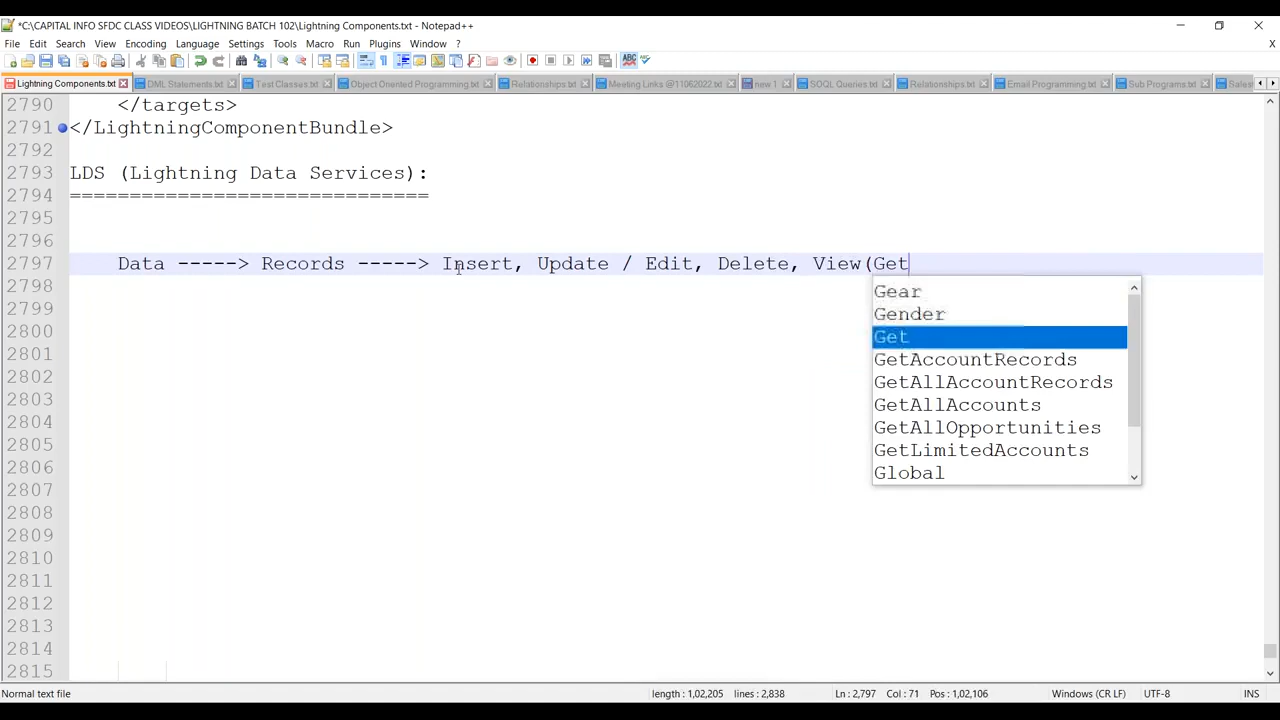 *C:\CAPITAL INFO SFDC CLASS VIDEOS\LIGHTNING BATCH 102\Lightning Components.txt - Notepad++
File Edit Search View Encoding Language Settings Tools Macro Run Plugins Window ? X
Lightning Components.txt DML Statements.txt Test Classes.txt Object Oriented Programming.txt Relationships.txt Meeting Links @11062022.txt new 1 SOQL Queries.txt Relationships.txt Email Programming.txt Sub Programs.txt Sales
2790 </targets>
2791 </LightningComponentBundle>
2792
2793 LDS (Lightning Data Services):
2794 ==============================
2795
2796
2797 Data -----> Records -----> Insert, Update / Edit, Delete, View(Get
2798
Gear
2799
Gender
2800
Get
2801
GetAccountRecords
2802
GetAllAccountRecords
2803
GetAllAccounts
2804
GetAllOpportunities
2805
GetLimitedAccounts
2806
Global
2807
2808
2809
2810
2811
2812
2813
2814
2815
Normal text file length : 1,02,205 lines : 2,838 Ln : 2,797 Col : 71 Pos : 1,02,106 Windows (CR LF) UTF-8 INS